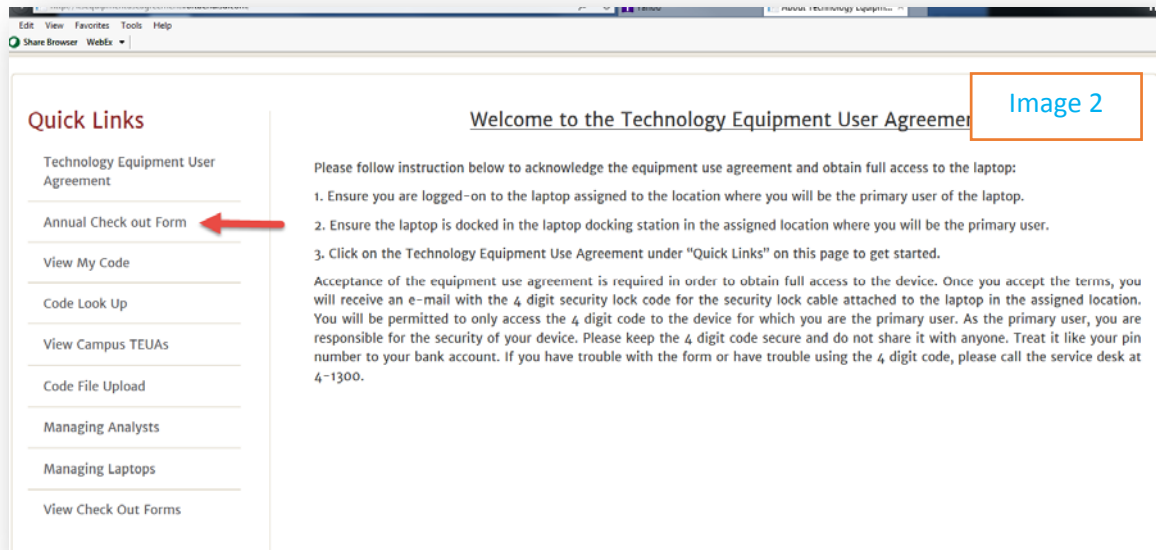 Yahoo
About Technology Equipm...
Edit View Favorites Tools Help
Share Browser WebEx
Image 2
Quick Links
Welcome to the Technology Equipment User
Technology Equipment User
Agreement
Annual Check out Form
View My Code
Code Look Up
View Campus TEUAs
Code File Upload
Managing Analysts
Managing Laptops
View Check Out Forms
Please follow instruction below to acknowledge the equipment use agreement and obtain full access to the laptop:
1. Ensure you are logged-on to the laptop assigned to the location where you will be the primary user of the laptop.
2. Ensure the laptop is docked in the laptop docking station in the assigned location where you will be the primary user.
3. Click on the Technology Equipment Use Agreement under “Quick Links” on this page to get started.
Acceptance of the equipment use agreement is required in order to obtain full access to the device. Once you accept the terms, you
will receive an e-mail with the 4 digit security lock code for the security lock cable attached to the laptop in the assigned location.
You will be permitted to only access the 4 digit code to the device for which you are the primary user. As the primary user, you are
responsible for the security of your device. Please keep the 4 digit code secure and do not share it with anyone. Treat it like your pin
number to your bank account. If you have trouble with the form or have trouble using the 4 digit code, please call the service desk at
4-1300.